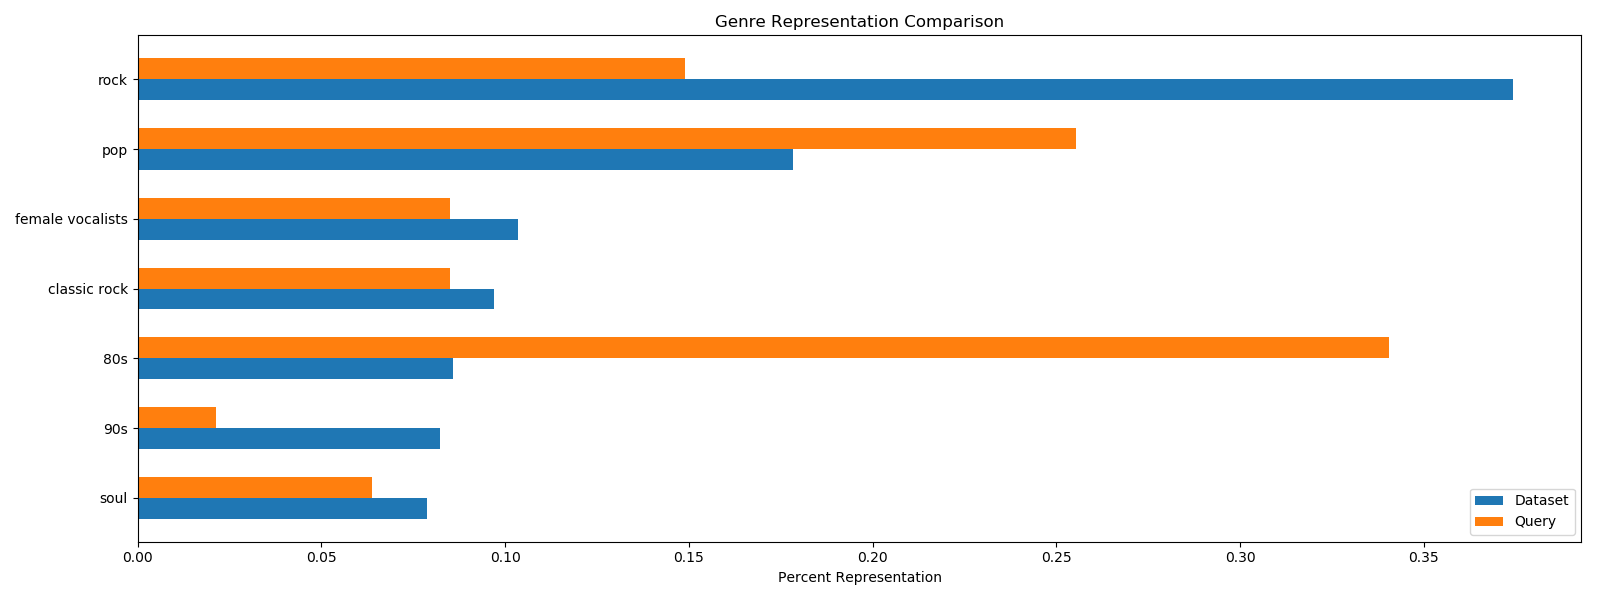 Genre Representation Comparison
rock
pop
female vocalists
classic rock
80s
90s
soul
Dataset
Query
0.00 0.05 0.10 0.15 0.20 0.25 0.30 0.35
Percent Representation